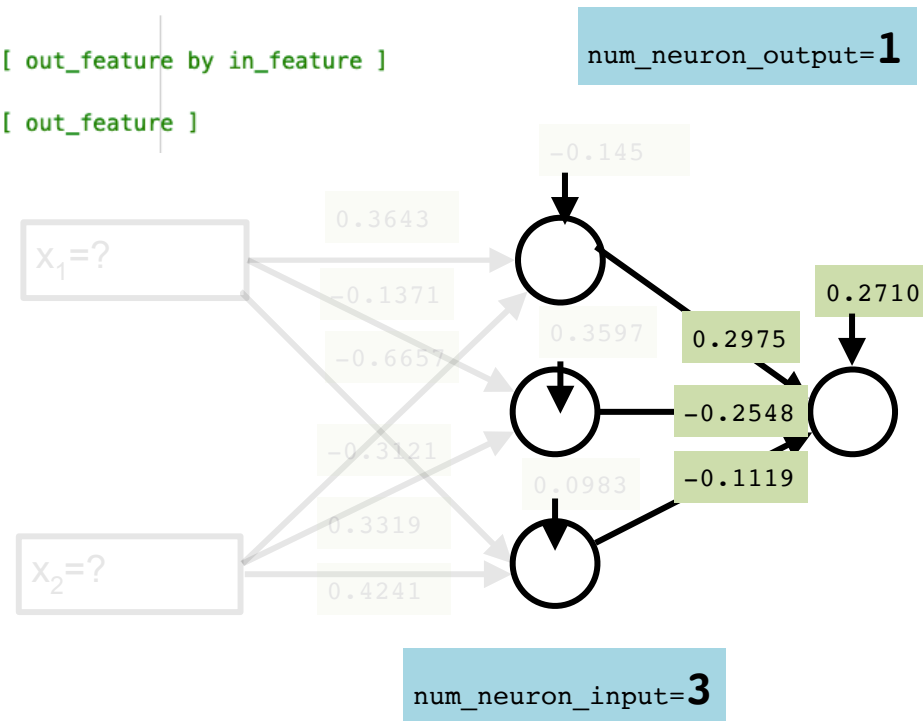 [ out_feature by in_feature ]
num_neuron_output=1
[ out_feature ]
-0.145
0.3643
x1=?
-0.1371
0.2710
0.3597
0.2975
-0.6657
-0.2548
-0.3121
-0.1119
0.0983
0.3319
x2=?
0.4241
num_neuron_input=3